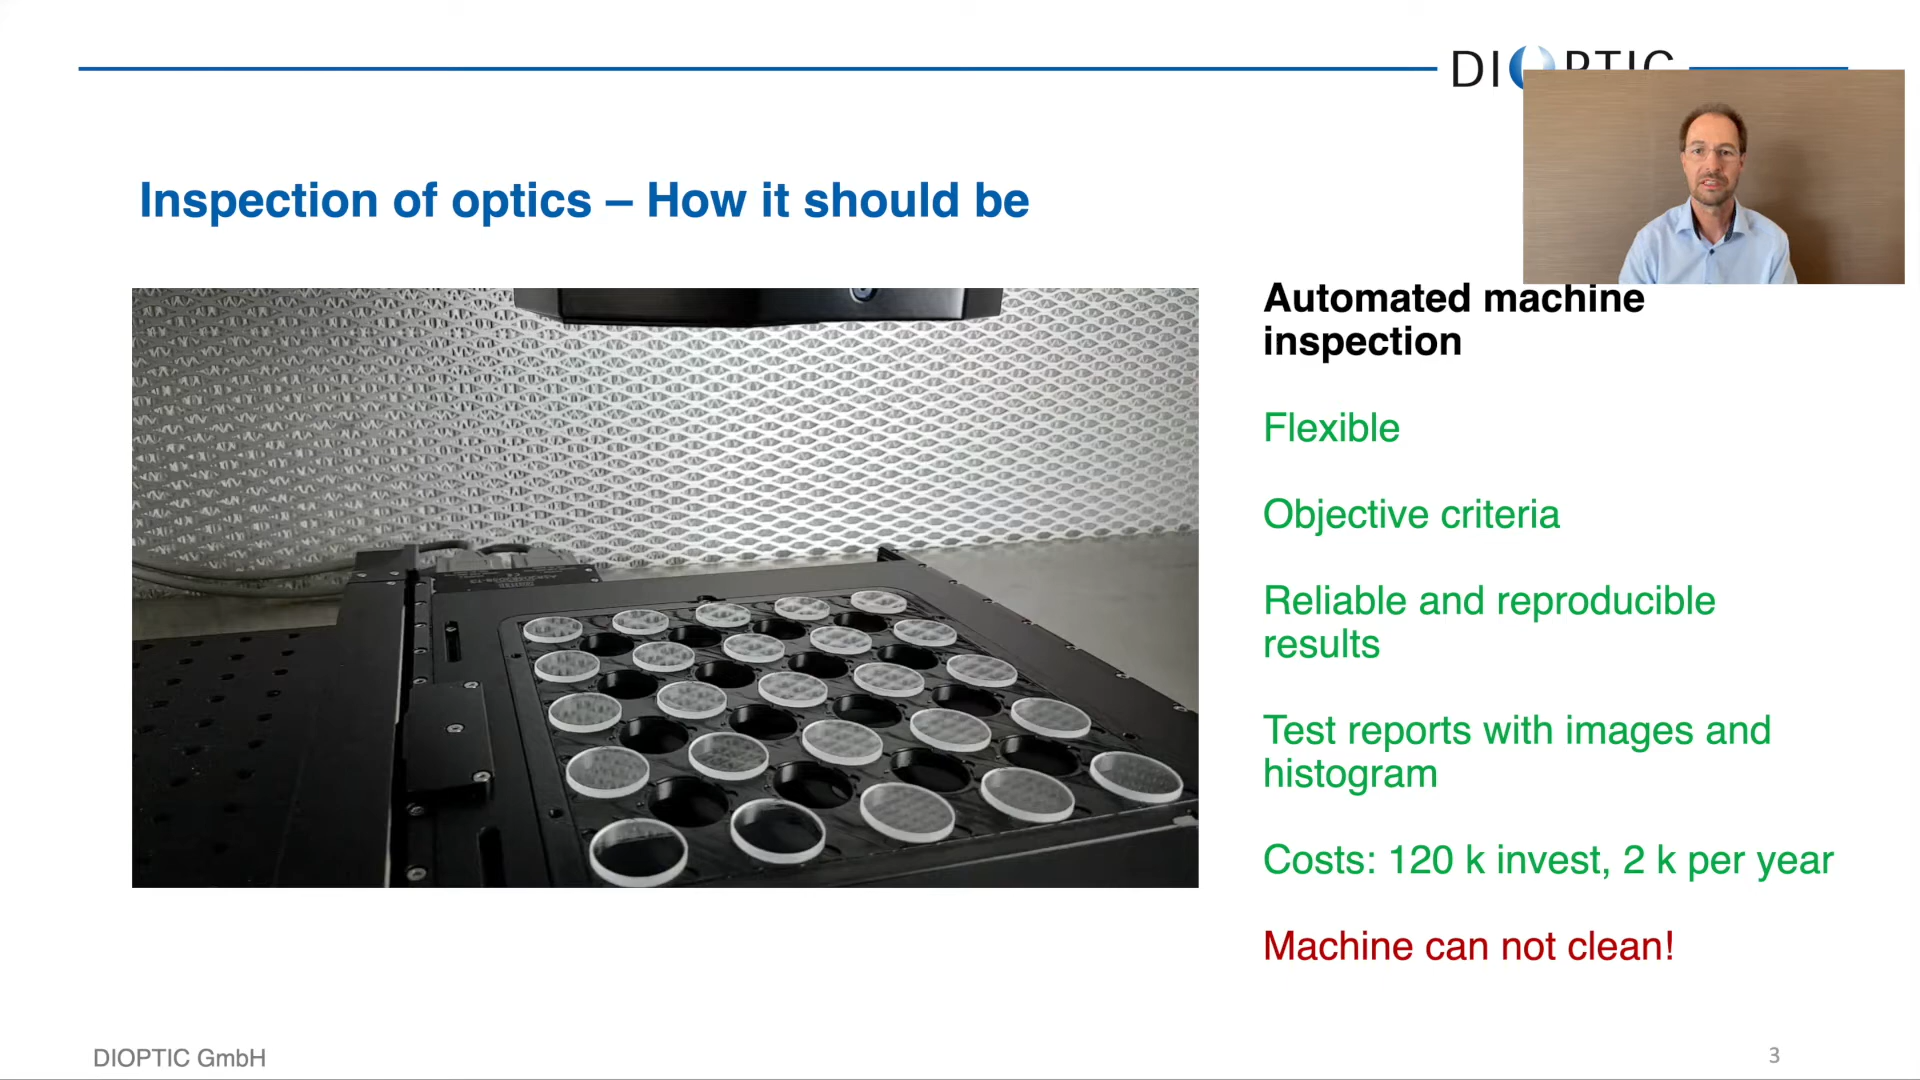 DIOPTIC
Inspection of optics – How it should be
Automated machine
inspection
Flexible
Objective criteria
Reliable and reproducible
results
Test reports with images and
histogram
Costs: 120 k invest, 2 k per year
Machine can not clean!
DIOPTIC GmbH
3